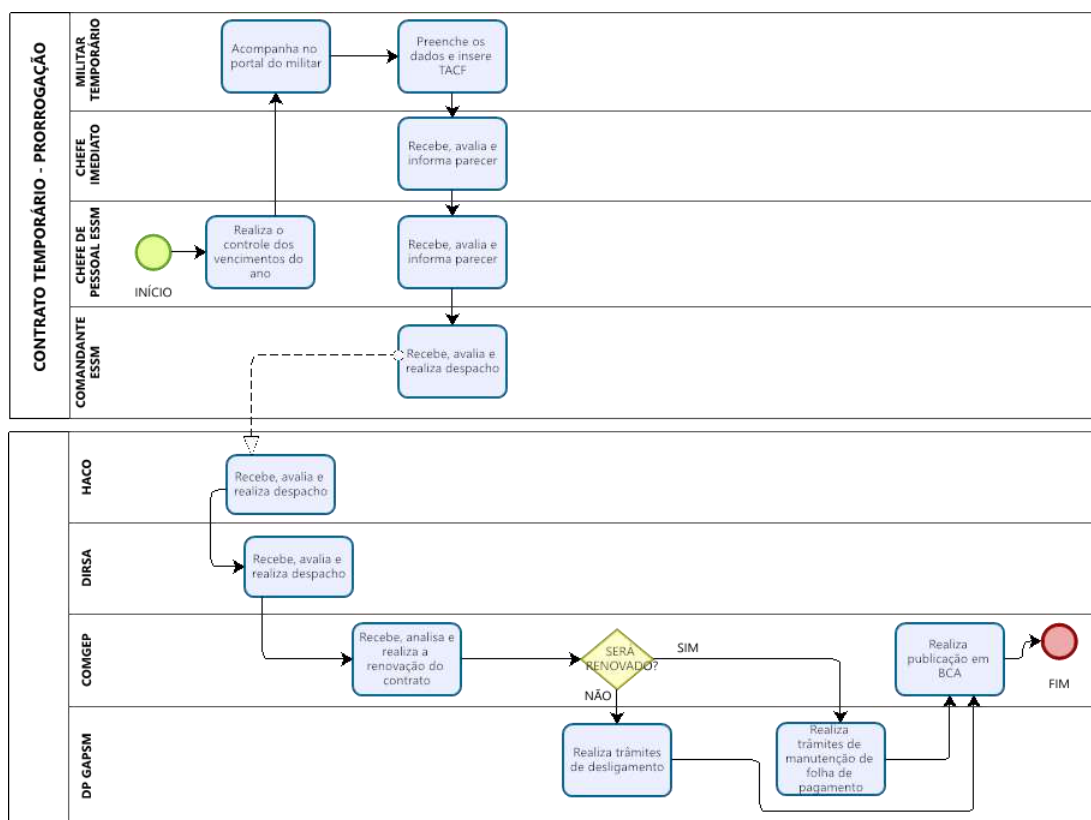 CONTRATO TEMPORÁRIO - PRORROGAÇÃO
MILITAR
TEMPORÁRIO
Acompanha no
portal do militar
Preenche os
dados e insere
TACF
CHEFE
IMEDIATO
Recebe, avalia e
informa parecer
CHEFE DE
PESSOAL ESSM
INÍCIO
Realiza o
controle dos
vencimentos do
ano
Recebe, avalia e
informa parecer
COMANDANTE
ESSM
Recebe, avalia e
realiza despacho
HACO
Recebe, avalia e
realiza despacho
DIRSA
Recebe, avalia e
realiza despacho
COMGEP
Recebe, analisa e
realiza a
renovação do
contrato
SERÁ
RENOVADO?
SIM
NÃO
Realiza
publicação em
BCA
FIM
DP GAPSM
Realiza trâmites
de desligamento
Realiza
trâmites de
manutenção de
folha de
pagamento